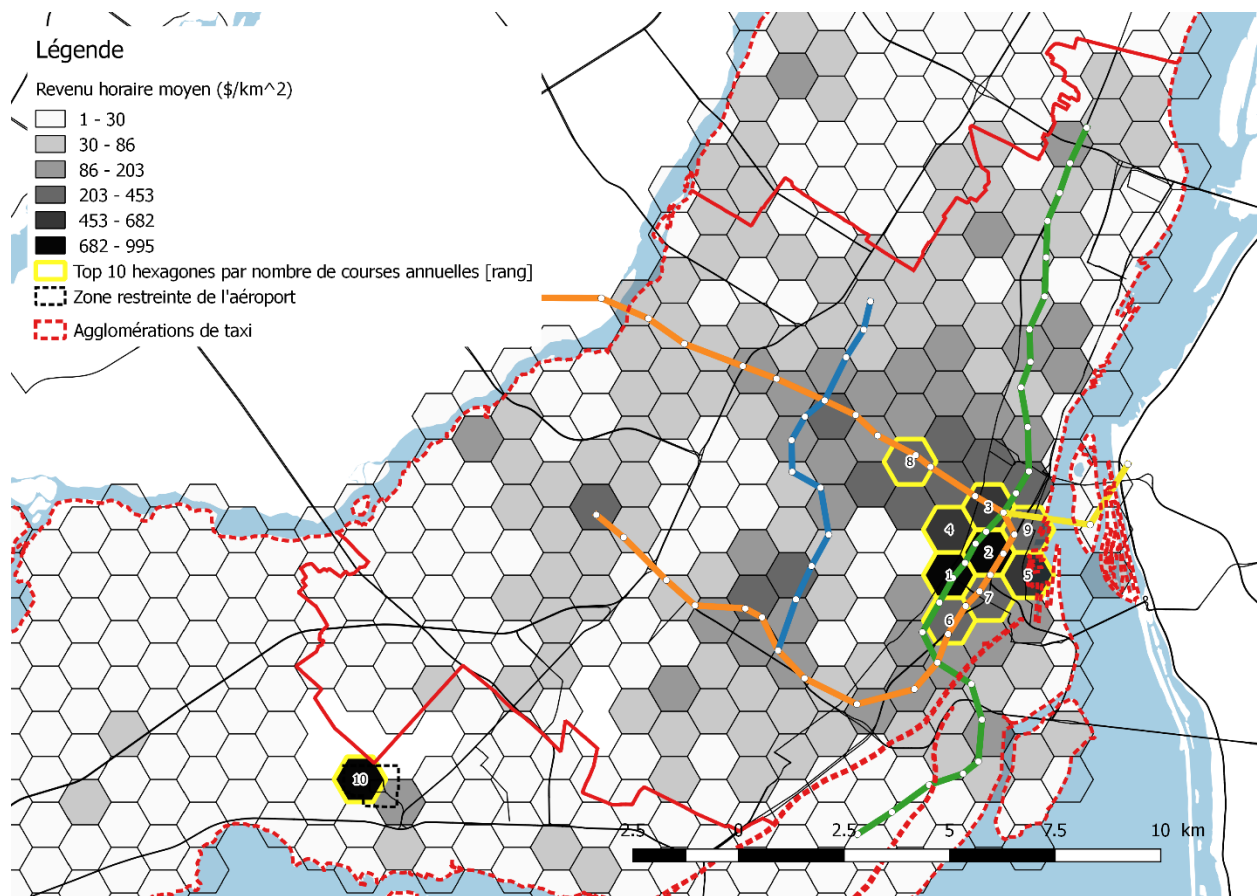 Légende
Revenu horaire moyen ($/km^2)
1 - 30
30 - 86
86 - 203
203 - 453
453 - 682
682 - 995
Top 10 hexagones par nombre de courses annuelles [rang]
Zone restreinte de l'aéroport
Agglomérations de taxi
8
3
4
9
2
1
5
7
6
10
2.5 0 2.5 5 7.5 10 km